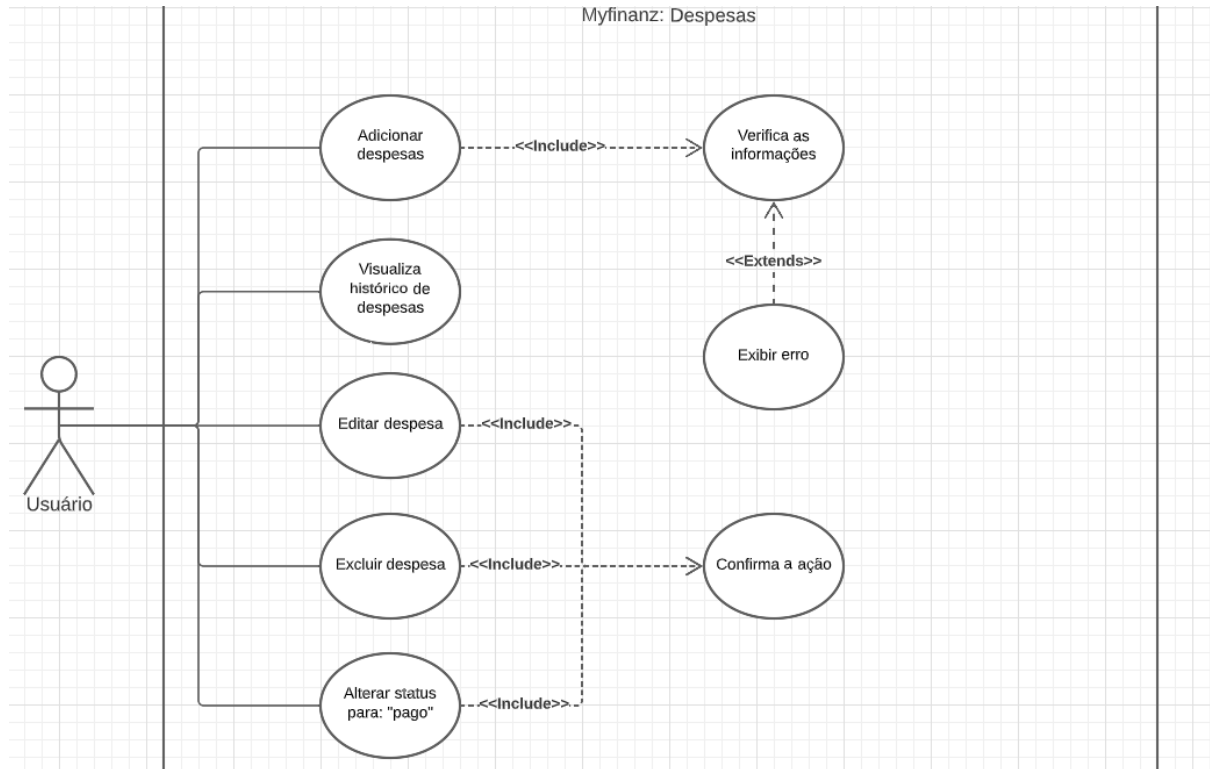 Myfinanz: Despesas
Adicionar
despesas
<<Include>>
Verifica as
informações
Visualiza
histórico de
despesas
<<Extends>>
Exibir erro
Editar despesa
<<Include>>
Usuário
Excluir despesa
<<Include>>
Confirma a ação
Alterar status
para: "pago"
<<Include>>